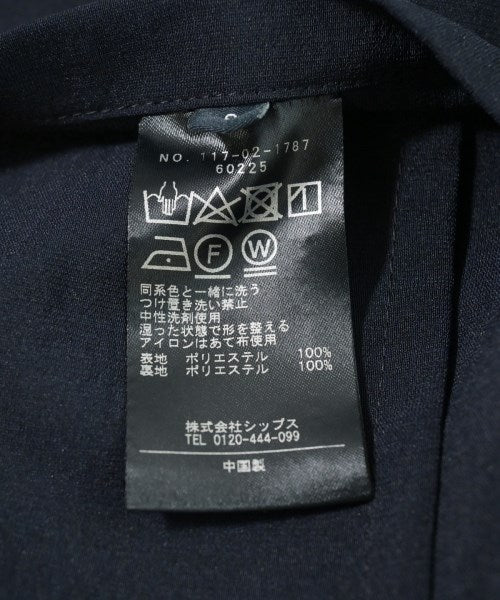 S
NO. 117-02-1787
60225
F W
同系色と一緒に洗う
つけ置き洗い禁止
中性洗剤使用
湿った状態で形を整える
アイロンはあて布使用
表地 ポリエステル 100%
裏地 ポリエステル 100%
株式会社シップス
TEL 0120-444-099
中国製